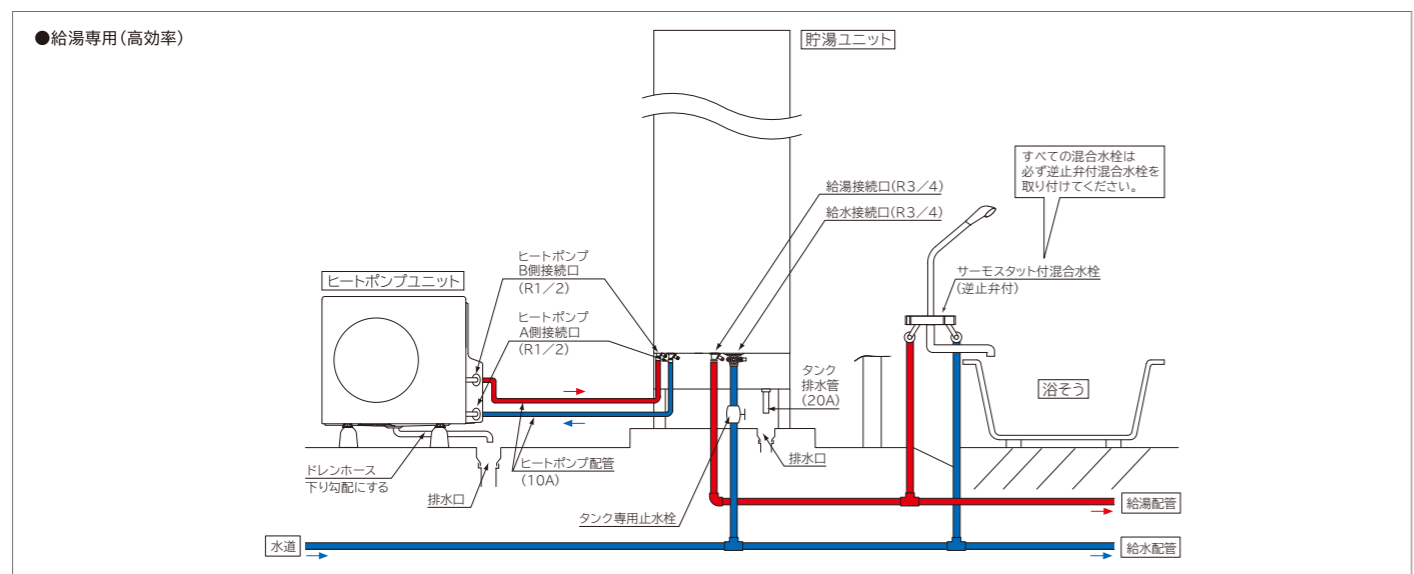 ●給湯専用(高効率)
貯湯ユニット
すべての混合水栓は
必ず逆止弁付混合水栓を
取り付けてください。
給湯接続口(R3/4)
給水接続口(R3/4)
ヒートポンプ
B側接続口
(R1/2)
ヒートポンプユニット
サーモスタット付混合水栓
(逆止弁付)
ヒートポンプ
A側接続口
(R1/2)
タンク
排水管
(20A)
浴そう
排水口
ドレンホース
下り勾配にする
ヒートポンプ配管
(10A)
排水口
タンク専用止水栓
給湯配管
水道
給水配管